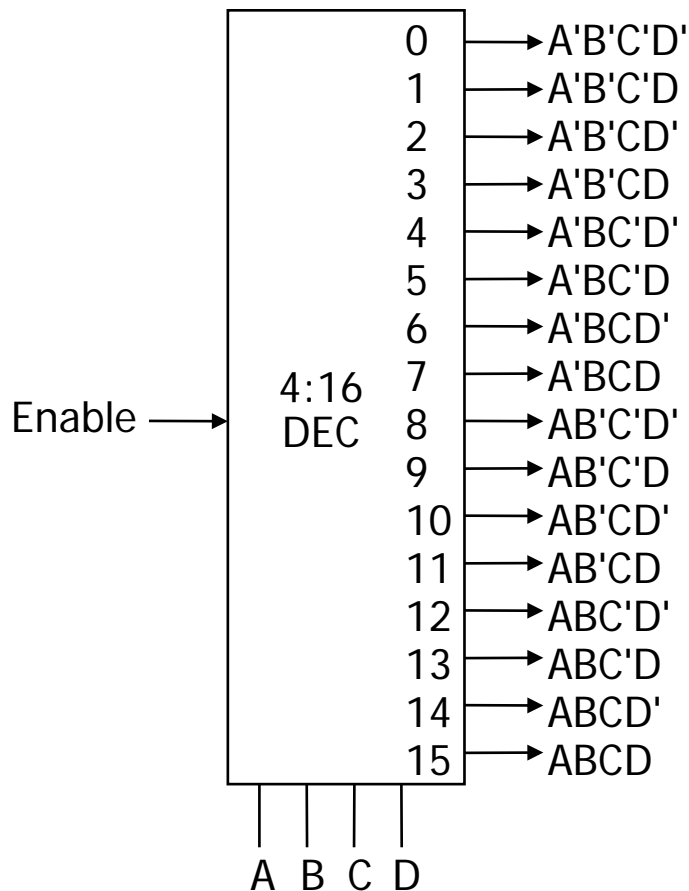 0 A'B'C'D'
1 A'B'C'D
2 A'B'CD'
3 A'B'CD
4 A'BC'D'
5 A'BC'D
6 A'BCD'
7 A'BCD
4:16
DEC
Enable
8 AB'C'D'
9 AB'C'D
10 AB'CD'
11 AB'CD
12 ABC'D'
13 ABC'D
14 ABCD'
15 ABCD
A B C D